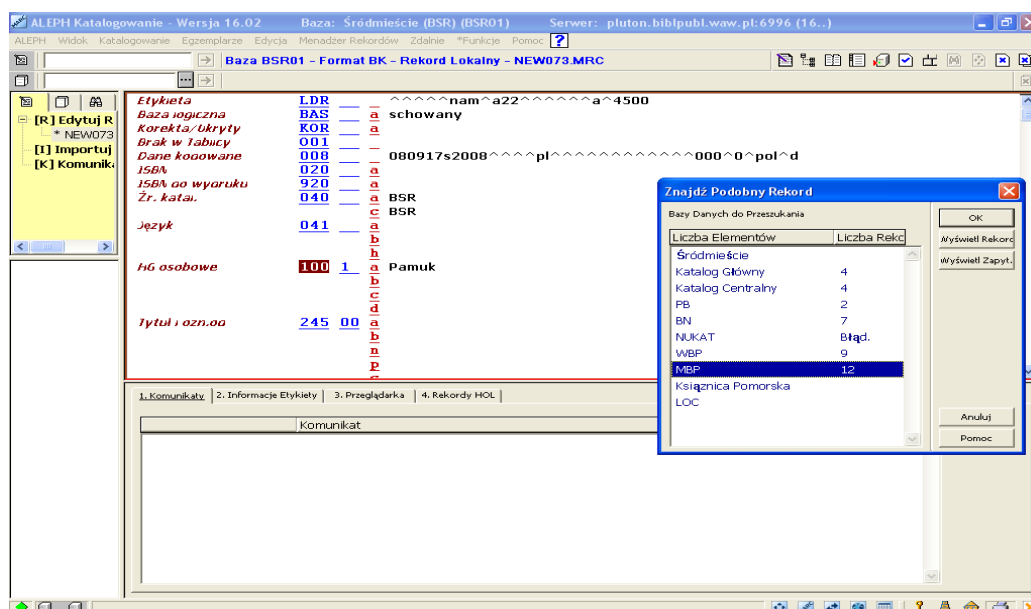 ALEPH Katalogowanie - Wersja 16.02 Baza: Śródmieście (BSR) (BSR01) Serwer: pluton.biblpubl.waw.pl:6996 (16..)
ALEPH Widok Katalogowanie Egzemplarze Edycja Menadżer Rekordów Zdalnie *Funkcje Pomoc ?
Baza BSR01 - Format BK - Rekord Lokalny - NEW073.MRC
[R] Edytuj R
* NEW073
[I] Importuj
[K] Komunik
Etykieta LDR ^^^^^nam^a22^^^^^^a^4500
Baza logiczna BAS a schowany
Korekta/Ukryty KOR a
Brak w Tablicy 001
Dane kodowane 008 080917s2008^^^^pl^^^^^^^^^^^^^000^0^pol^d
ISBN 020 a
ISBN do wydruku 920 a
Źr. katal. 040 a BSR
c BSR
Język 041 a
b
h
HG osobowe 100 1 a Pamuk
b
c
d
Tytuł i ozn.od 245 00 a
b
n
p
1. Komunikaty 2. Informacje Etykiety 3. Przeglądarka 4. Rekordy HOL
Komunikat
Znajdź Podobny Rekord
Bazy Danych do Przeszukania
Liczba Elementów Liczba Rekc
Śródmieście
Katalog Główny 4
Katalog Centralny 4
PB 2
BN 7
NUKAT Błąd.
WBP 9
MBP 12
Książnica Pomorska
LOC
OK
Wyświetl Rekord
Wyświetl Zapyt.
Anuluj
Pomoc